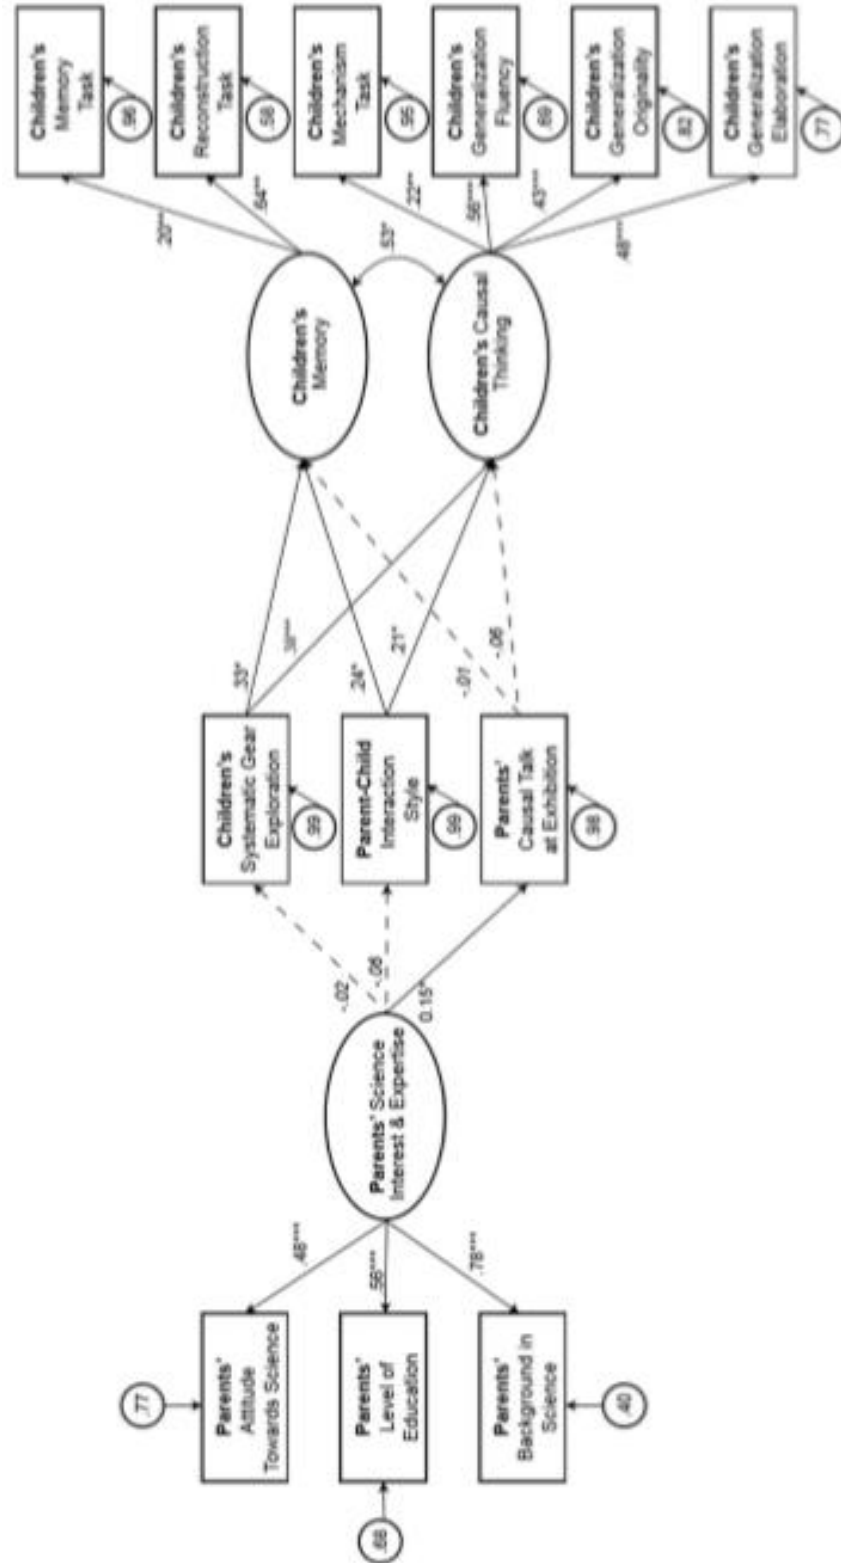 .77
Parents'
Attitude
Towards Science
.68
Parents'
Level of
Education
Parents'
Background in
Science
.40
.48***
.56***
.78***
Parents' Science
Interest & Expertise
-.02
-.08
0.15*
Children's
Systematic Gear
Exploration
.99
Parent-Child
Interaction
Style
.99
Parents'
Causal Talk
at Exhibition
.98
.33*
.38***
.24*
.21*
-.01
-.06
Children's
Memory
.53*
Children's Causal
Thinking
.20**
.64**
.22**
.56***
.43***
.48***
Children's
Memory
Task
.96
Children's
Reconstruction
Task
.58
Children's
Mechanism
Task
.95
Children's
Generalization
Fluency
.69
Children's
Generalization
Originality
.82
Children's
Generalization
Elaboration
.77